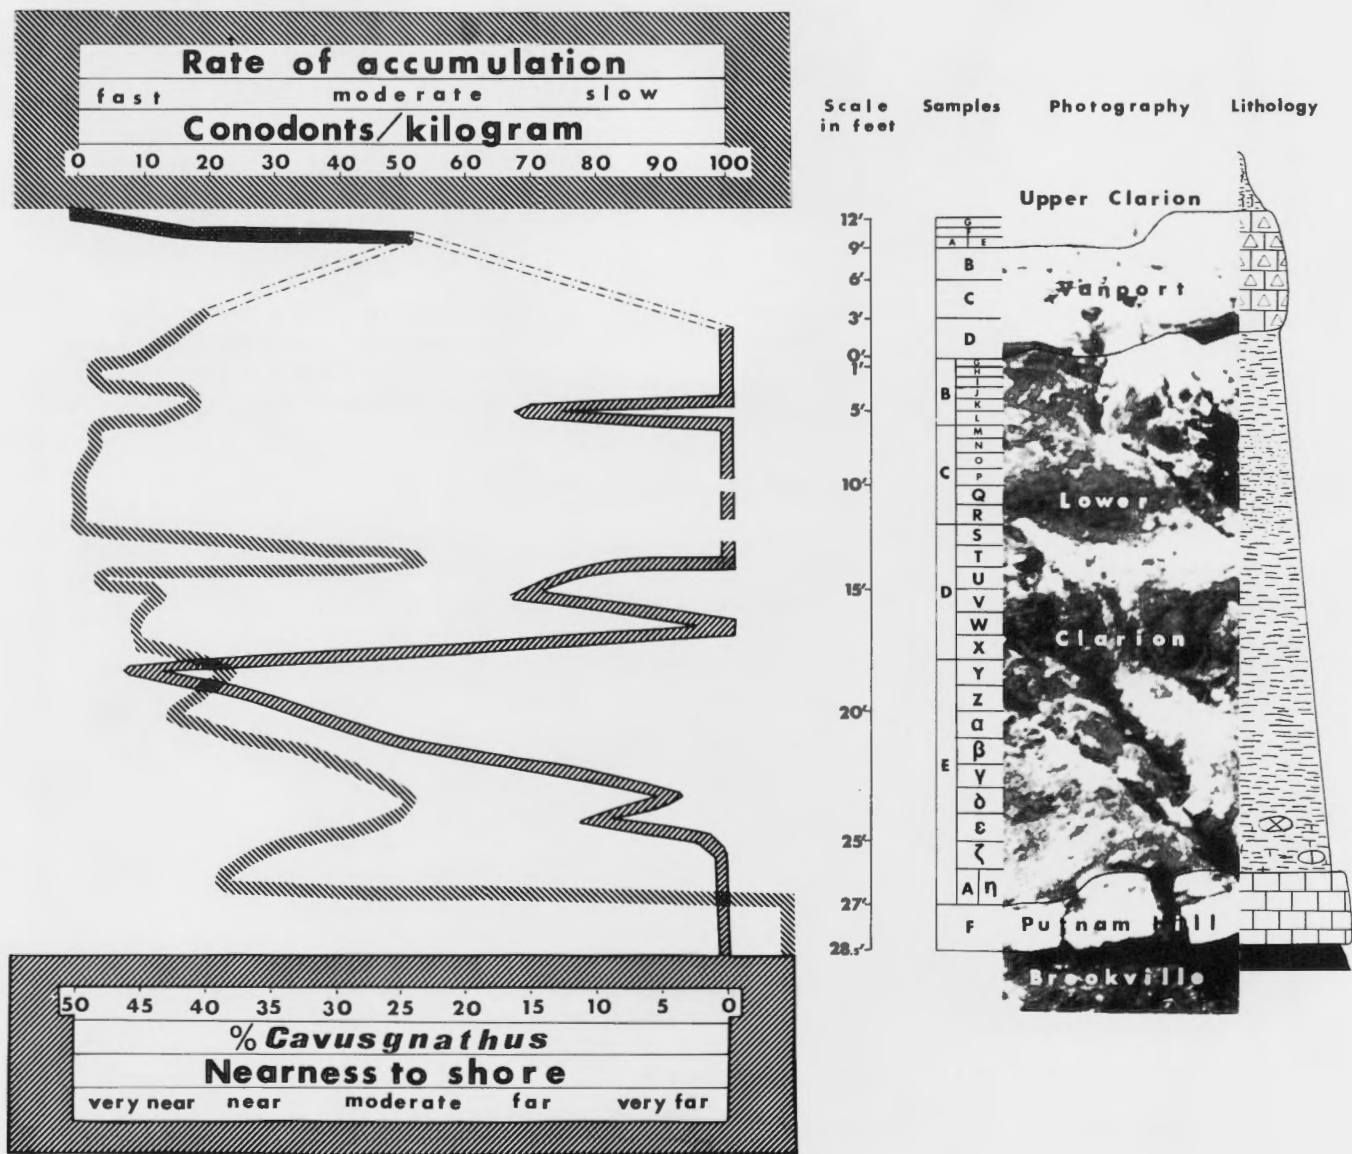 Rate of accumulation
fast moderate slow
Conodonts/kilogram
0 10 20 30 40 50 60 70 80 90 100
50 45 40 35 30 25 20 15 10 5 0
% Cavusgnathus
Nearness to shore
very near near moderate far very far
Scale in feet
Samples
Photography
Lithology
12'
9'
6'
3'
0'
1'
5'
10'
15'
20'
25'
27'
28.5'
G
F
A E
B
C
D
B
G
H
I
J
K
L
C
M
N
O
P
Q
R
D
S
T
U
V
W
X
E
Y
Z
α
β
γ
δ
ε
ζ
A η
F
Upper Clarion
Vanport
T
Lower
Clarion
Putnam Hill
Brookville